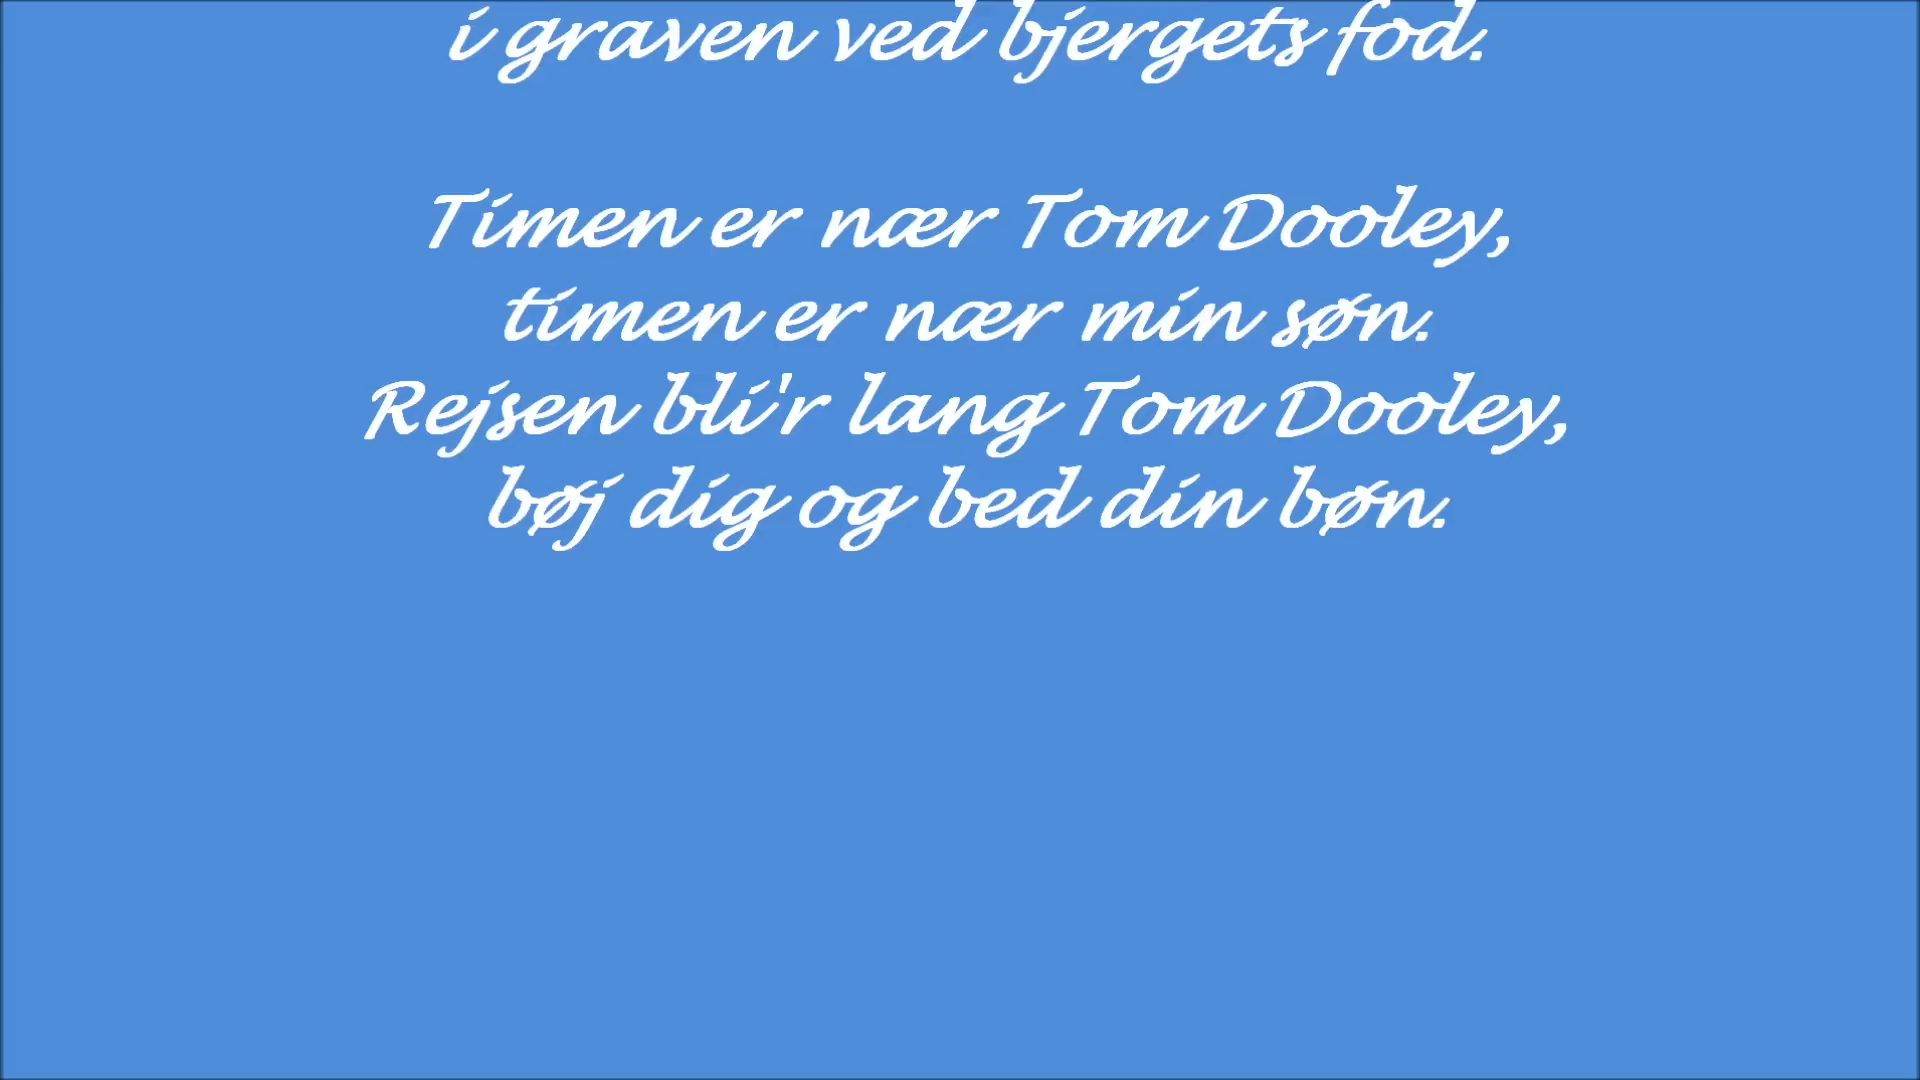 i graven ved bjergets fod.
Timen er nær Tom Dooley,
timen er nær min søn.
Rejsen bli'r lang Tom Dooley,
bøj dig og bed din bøn.